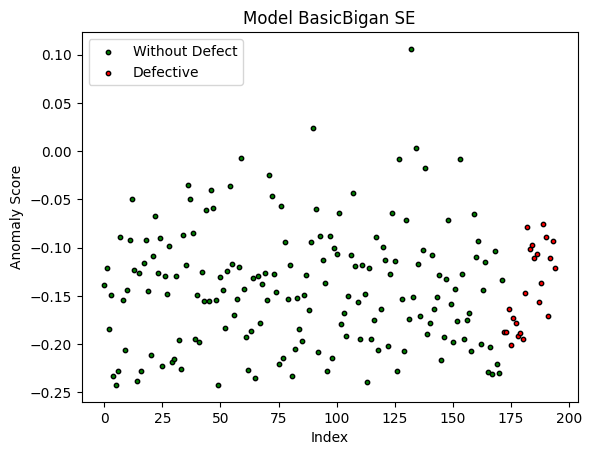 Model BasicBigan SE
Without Defect
Defective
Anomaly Score
0.10
0.05
0.00
−0.05
−0.10
−0.15
−0.20
−0.25
0 25 50 75 100 125 150 175 200
Index